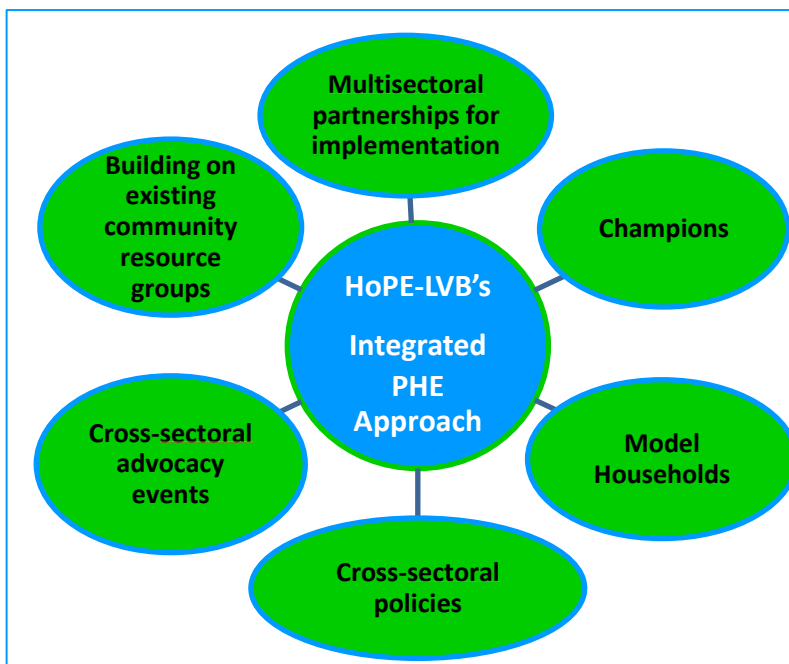 Multisectoral
partnerships for
implementation
Building on
existing
community
resource
groups
Champions
HoPE-LVB’s
Integrated
PHE
Approach
Cross-sectoral
advocacy
events
Model
Households
Cross-sectoral
policies